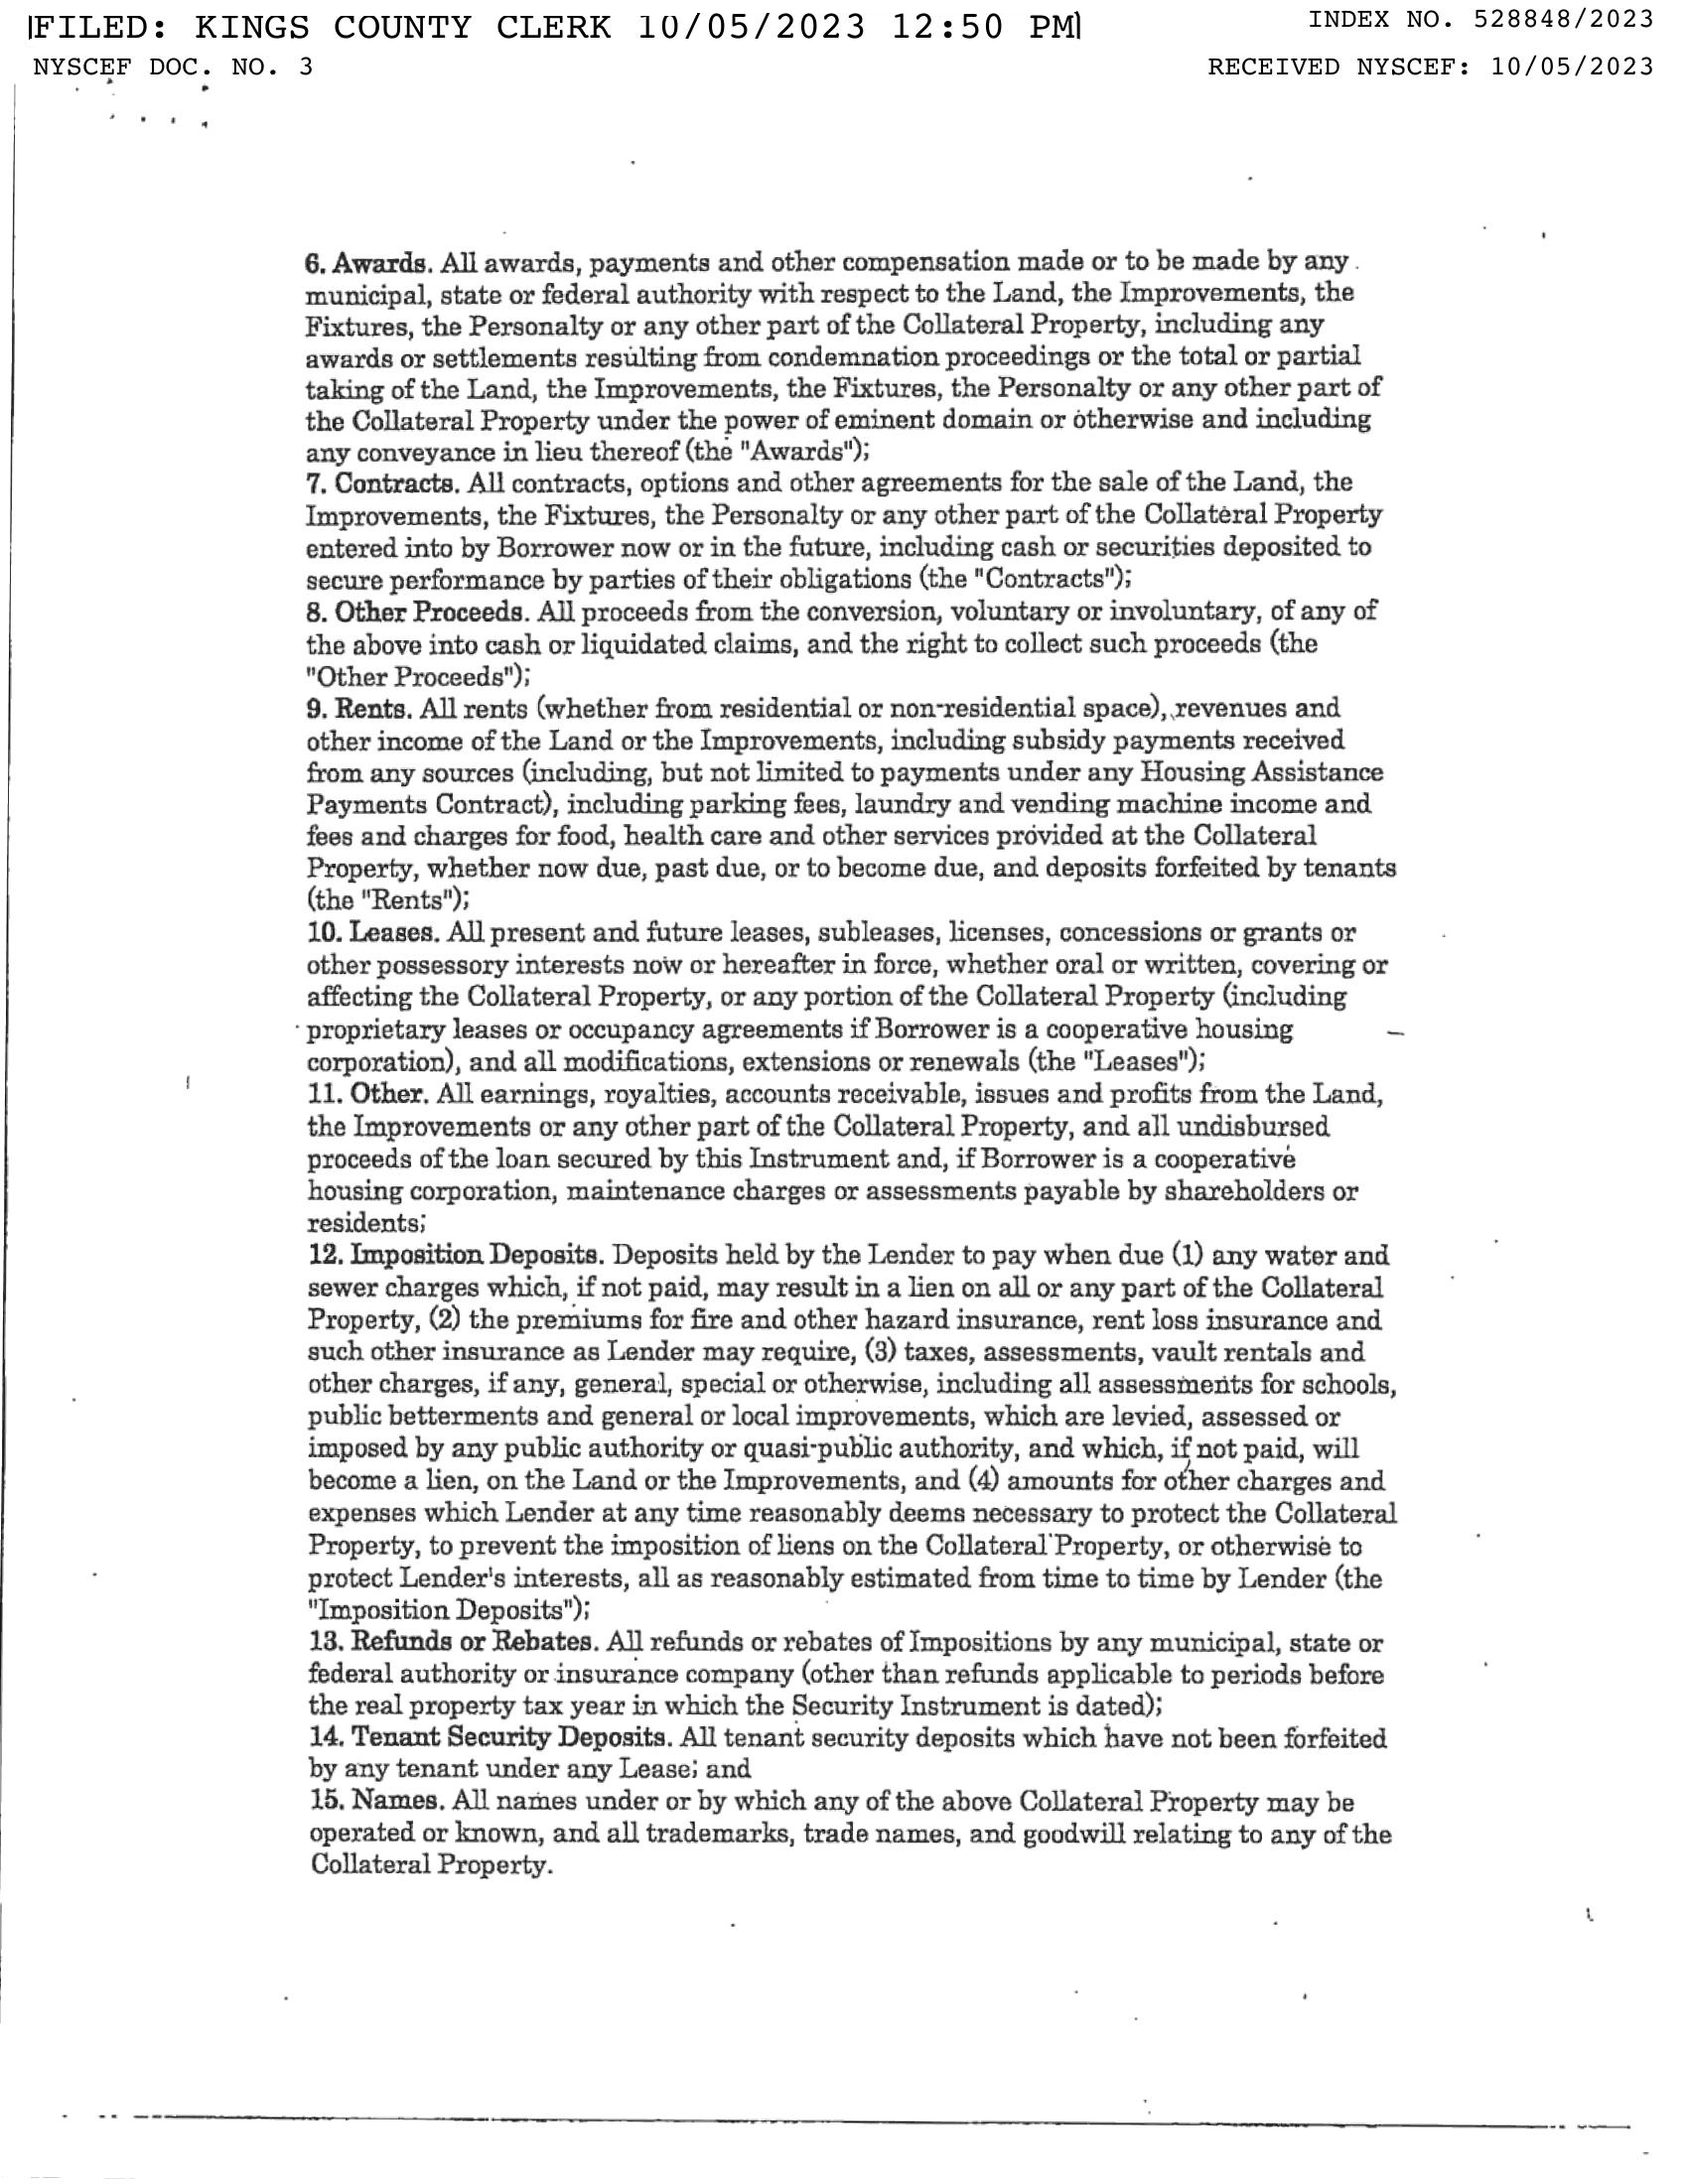 FILED: KINGS COUNTY CLERK 10/05/2023 12:50 PM
INDEX NO. 528848/2023
NYSCEF DOC. NO. 3
RECEIVED NYSCEF: 10/05/2023
6. Awards. All awards, payments and other compensation made or to be made by any
municipal, state or federal authority with respect to the Land, the Improvements, the
Fixtures, the Personalty or any other part of the Collateral Property, including any
awards or settlements resulting from condemnation proceedings or the total or partial
taking of the Land, the Improvements, the Fixtures, the Personalty or any other part of
the Collateral Property under the power of eminent domain or otherwise and including
any conveyance in lieu thereof (the "Awards");
7. Contracts. All contracts, options and other agreements for the sale of the Land, the
Improvements, the Fixtures, the Personalty or any other part of the Collateral Property
entered into by Borrower now or in the future, including cash or securities deposited to
secure performance by parties of their obligations (the "Contracts");
8. Other Proceeds. All proceeds from the conversion, voluntary or involuntary, of any of
the above into cash or liquidated claims, and the right to collect such proceeds (the
"Other Proceeds");
9. Rents. All rents (whether from residential or non-residential space), revenues and
other income of the Land or the Improvements, including subsidy payments received
from any sources (including, but not limited to payments under any Housing Assistance
Payments Contract), including parking fees, laundry and vending machine income and
fees and charges for food, health care and other services provided at the Collateral
Property, whether now due, past due, or to become due, and deposits forfeited by tenants
(the "Rents");
10. Leases. All present and future leases, subleases, licenses, concessions or grants or
other possessory interests now or hereafter in force, whether oral or written, covering or
affecting the Collateral Property, or any portion of the Collateral Property (including
proprietary leases or occupancy agreements if Borrower is a cooperative housing
corporation), and all modifications, extensions or renewals (the "Leases");
11. Other. All earnings, royalties, accounts receivable, issues and profits from the Land,
the Improvements or any other part of the Collateral Property, and all undisbursed
proceeds of the loan secured by this Instrument and, if Borrower is a cooperative
housing corporation, maintenance charges or assessments payable by shareholders or
residents;
12. Imposition Deposits. Deposits held by the Lender to pay when due (1) any water and
sewer charges which, if not paid, may result in a lien on all or any part of the Collateral
Property, (2) the premiums for fire and other hazard insurance, rent loss insurance and
such other insurance as Lender may require, (3) taxes, assessments, vault rentals and
other charges, if any, general, special or otherwise, including all assessments for schools,
public betterments and general or local improvements, which are levied, assessed or
imposed by any public authority or quasi-public authority, and which, if not paid, will
become a lien, on the Land or the Improvements, and (4) amounts for other charges and
expenses which Lender at any time reasonably deems necessary to protect the Collateral
Property, to prevent the imposition of liens on the Collateral Property, or otherwise to
protect Lender's interests, all as reasonably estimated from time to time by Lender (the
"Imposition Deposits");
13. Refunds or Rebates. All refunds or rebates of Impositions by any municipal, state or
federal authority or insurance company (other than refunds applicable to periods before
the real property tax year in which the Security Instrument is dated);
14. Tenant Security Deposits. All tenant security deposits which have not been forfeited
by any tenant under any Lease; and
15. Names. All names under or by which any of the above Collateral Property may be
operated or known, and all trademarks, trade names, and goodwill relating to any of the
Collateral Property.